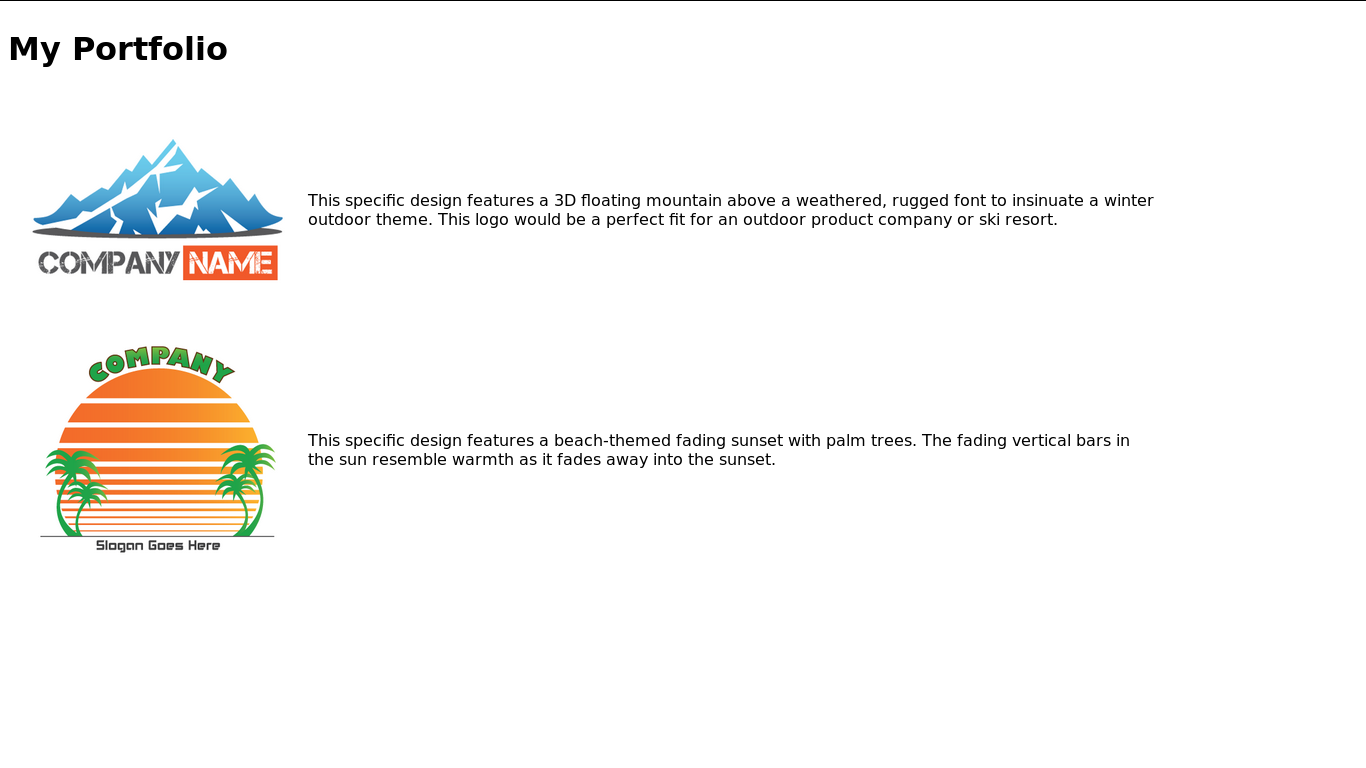 My Portfolio
This specific design features a 3D floating mountain above a weathered, rugged font to insinuate a winter
outdoor theme. This logo would be a perfect fit for an outdoor product company or ski resort.
COMPANY NAME
COMPANY
This specific design features a beach-themed fading sunset with palm trees. The fading vertical bars in
the sun resemble warmth as it fades away into the sunset.
Slogan Goes Here